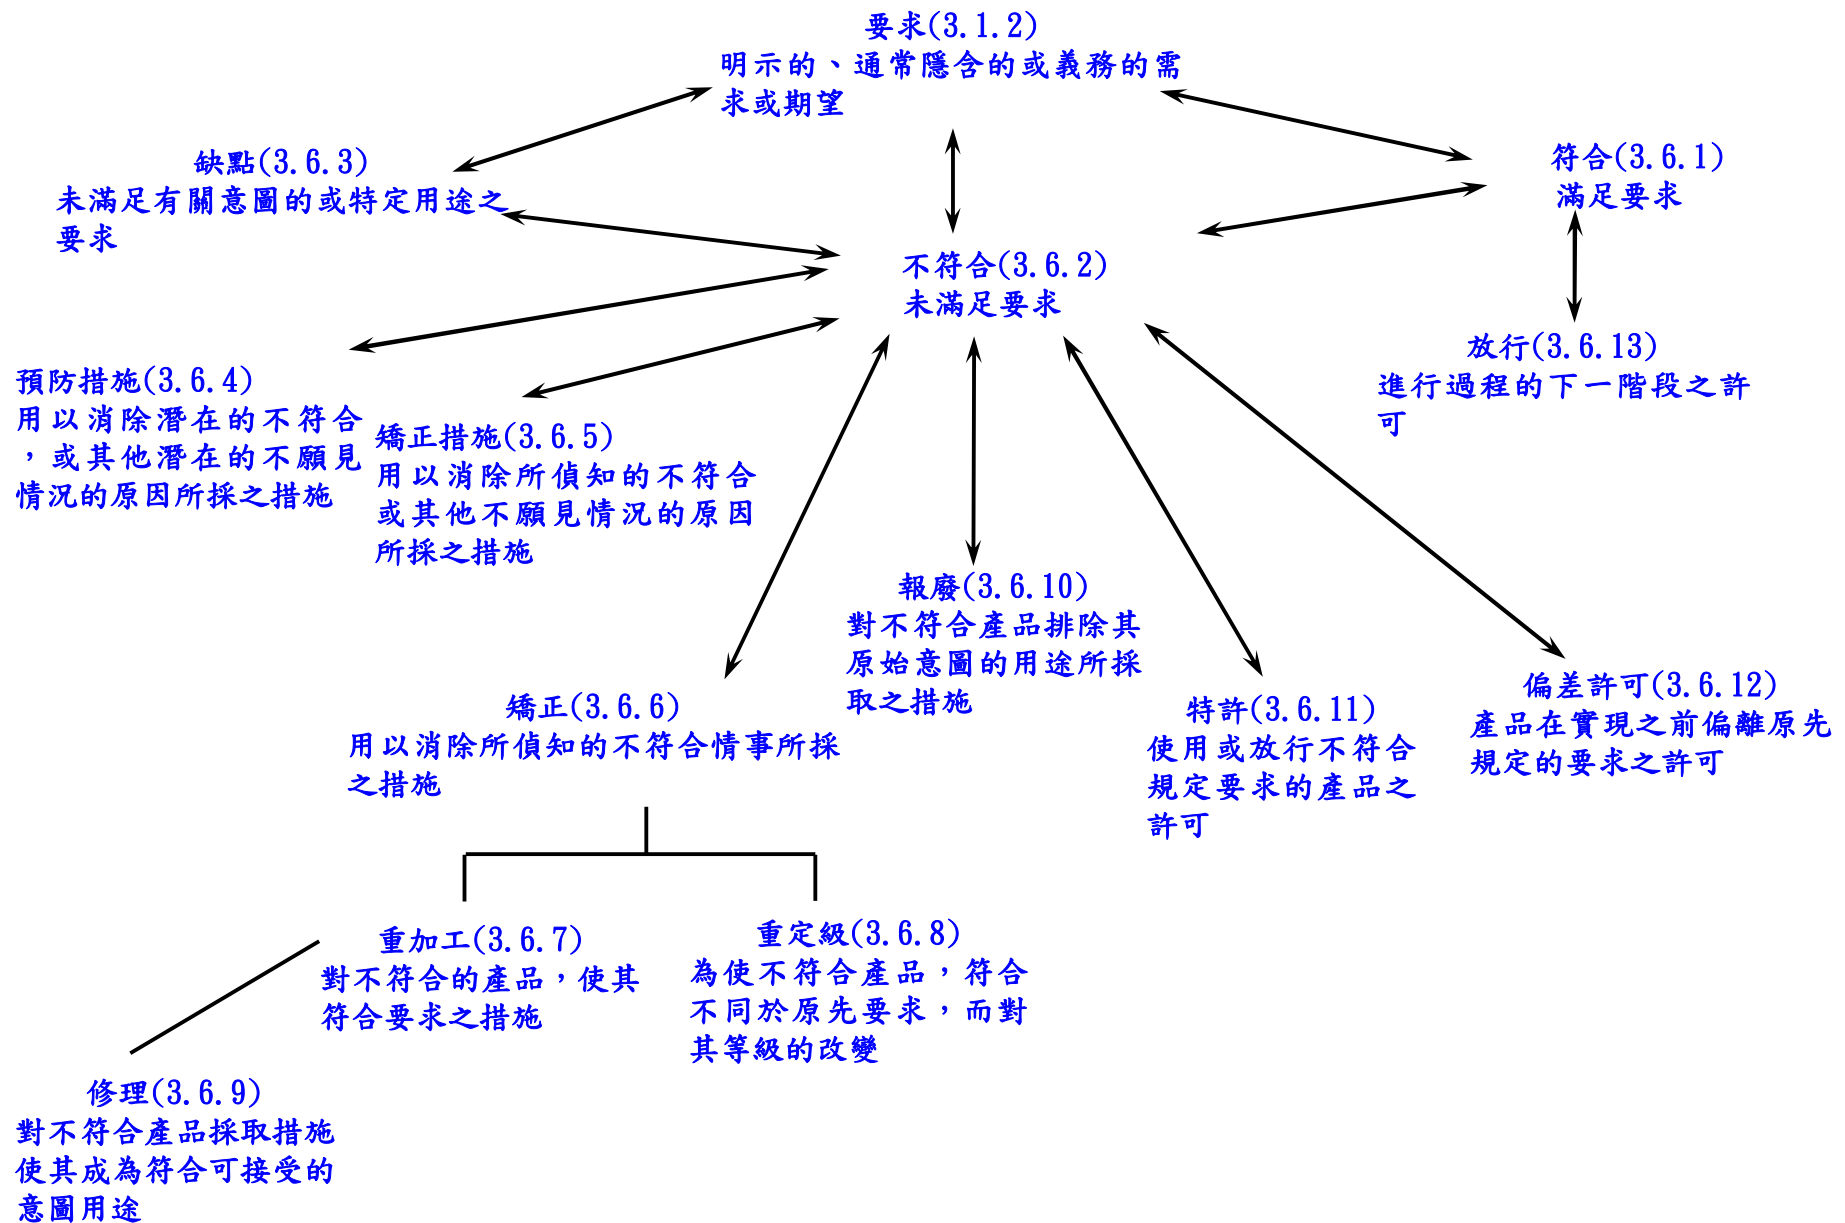 要求(3.1.2)
明示的、通常隱含的或義務的需
求或期望
缺點(3.6.3)
未滿足有關意圖的或特定用途之
要求
符合(3.6.1)
滿足要求
不符合(3.6.2)
未滿足要求
放行(3.6.13)
進行過程的下一階段之許
可
預防措施(3.6.4)
用以消除潛在的不符合
，或其他潛在的不願見
情況的原因所採之措施
矯正措施(3.6.5)
用以消除所偵知的不符合
或其他不願見情況的原因
所採之措施
報廢(3.6.10)
對不符合產品排除其
原始意圖的用途所採
取之措施
矯正(3.6.6)
用以消除所偵知的不符合情事所採
之措施
特許(3.6.11)
使用或放行不符合
規定要求的產品之
許可
偏差許可(3.6.12)
產品在實現之前偏離原先
規定的要求之許可
重加工(3.6.7)
對不符合的產品，使其
符合要求之措施
重定級(3.6.8)
為使不符合產品，符合
不同於原先要求，而對
其等級的改變
修理(3.6.9)
對不符合產品採取措施
使其成為符合可接受的
意圖用途